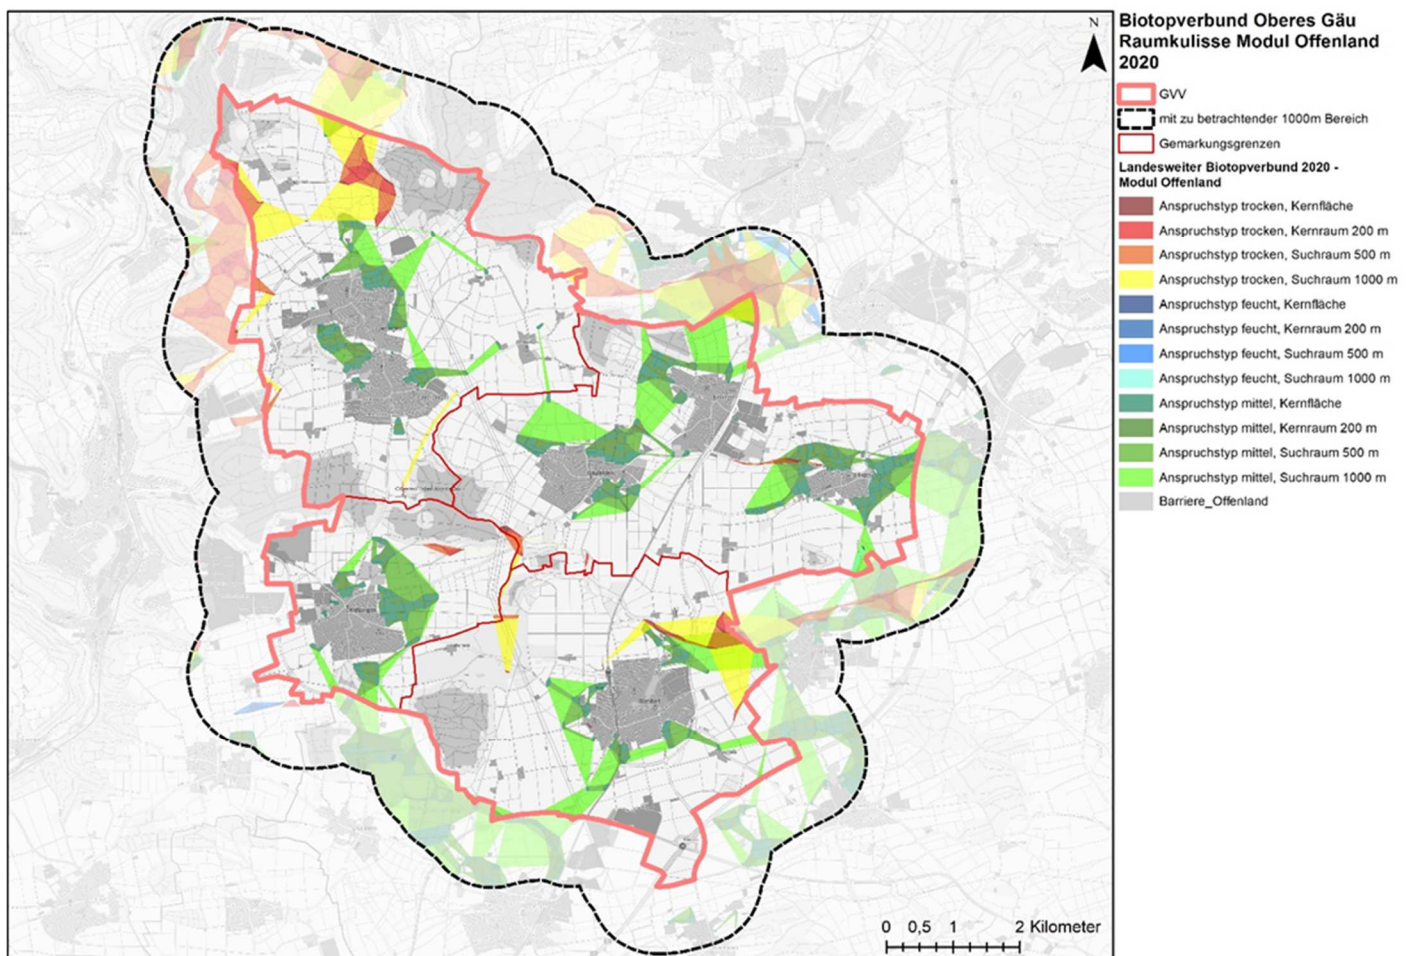 N
Biotopverbund Oberes Gäu
Raumkulisse Modul Offenland
2020
GVV
mit zu betrachtender 1000m Bereich
Gemarkungsgrenzen
Landesweiter Biotopverbund 2020 -
Modul Offenland
Anspruchstyp trocken, Kernfläche
Anspruchstyp trocken, Kernraum 200 m
Anspruchstyp trocken, Suchraum 500 m
Anspruchstyp trocken, Suchraum 1000 m
Anspruchstyp feucht, Kernfläche
Anspruchstyp feucht, Kernraum 200 m
Anspruchstyp feucht, Suchraum 500 m
Anspruchstyp feucht, Suchraum 1000 m
Anspruchstyp mittel, Kernfläche
Anspruchstyp mittel, Kernraum 200 m
Anspruchstyp mittel, Suchraum 500 m
Anspruchstyp mittel, Suchraum 1000 m
Barriere_Offenland
0 0,5 1 2 Kilometer